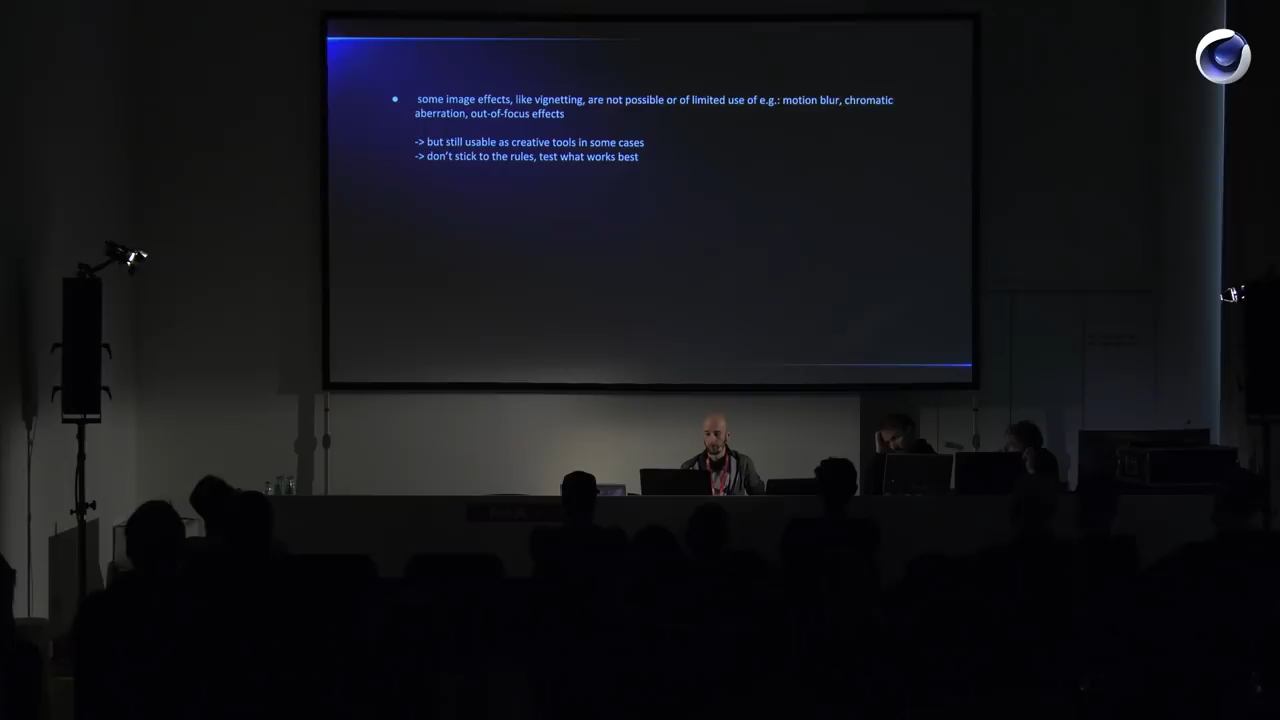 • some image effects, like vignetting, are not possible or of limited use of e.g.: motion blur, chromatic
aberration, out-of-focus effects
-> but still usable as creative tools in some cases
-> don't stick to the rules, test what works best